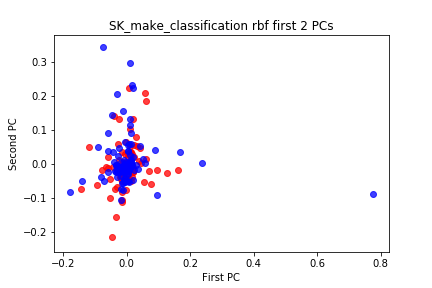 SK_make_classification rbf first 2 PCs
Second PC
0.3
0.2
0.1
0.0
−0.1
−0.2
−0.2 0.0 0.2 0.4 0.6 0.8
First PC